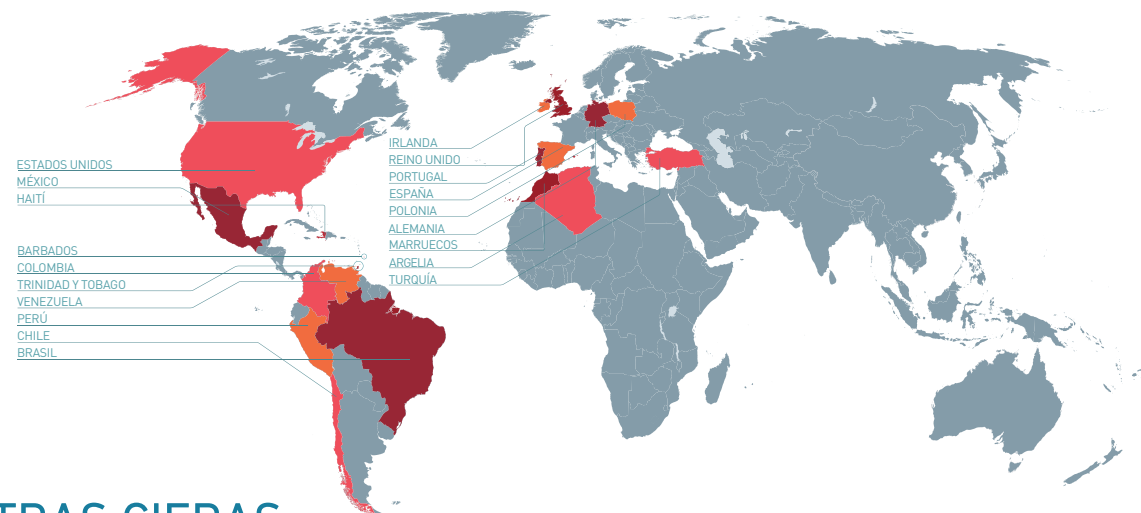 ESTADOS UNIDOS
MÉXICO
HAITÍ
BARBADOS
COLOMBIA
TRINIDAD Y TOBAGO
VENEZUELA
PERÚ
CHILE
BRASIL
IRLANDA
REINO UNIDO
PORTUGAL
ESPAÑA
POLONIA
ALEMANIA
MARRUECOS
ARGELIA
TURQUÍA